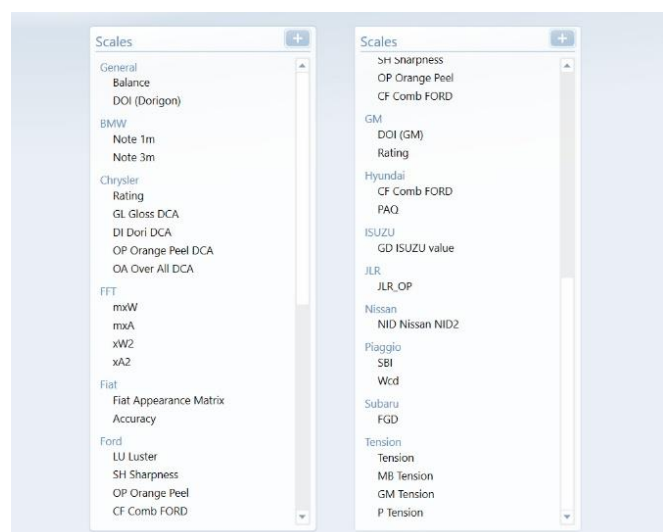 Scales
+
General
Balance
DOI (Dorigon)
BMW
Note 1m
Note 3m
Chrysler
Rating
GL Gloss DCA
DI Dori DCA
OP Orange Peel DCA
OA Over All DCA
FFT
mxW
mxA
xW2
xA2
Fiat
Fiat Appearance Matrix
Accuracy
Ford
LU Luster
SH Sharpness
OP Orange Peel
CF Comb FORD
Scales
+
SH Sharpness
OP Orange Peel
CF Comb FORD
GM
DOI (GM)
Rating
Hyundai
CF Comb FORD
PAQ
ISUZU
GD ISUZU value
JLR
JLR_OP
Nissan
NID Nissan NID2
Piaggio
SBI
Wcd
Subaru
FGD
Tension
Tension
MB Tension
GM Tension
P Tension